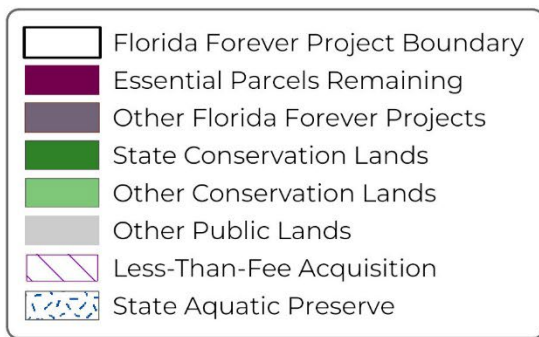 Florida Forever Project Boundary
Essential Parcels Remaining
Other Florida Forever Projects
State Conservation Lands
Other Conservation Lands
Other Public Lands
Less-Than-Fee Acquisition
State Aquatic Preserve